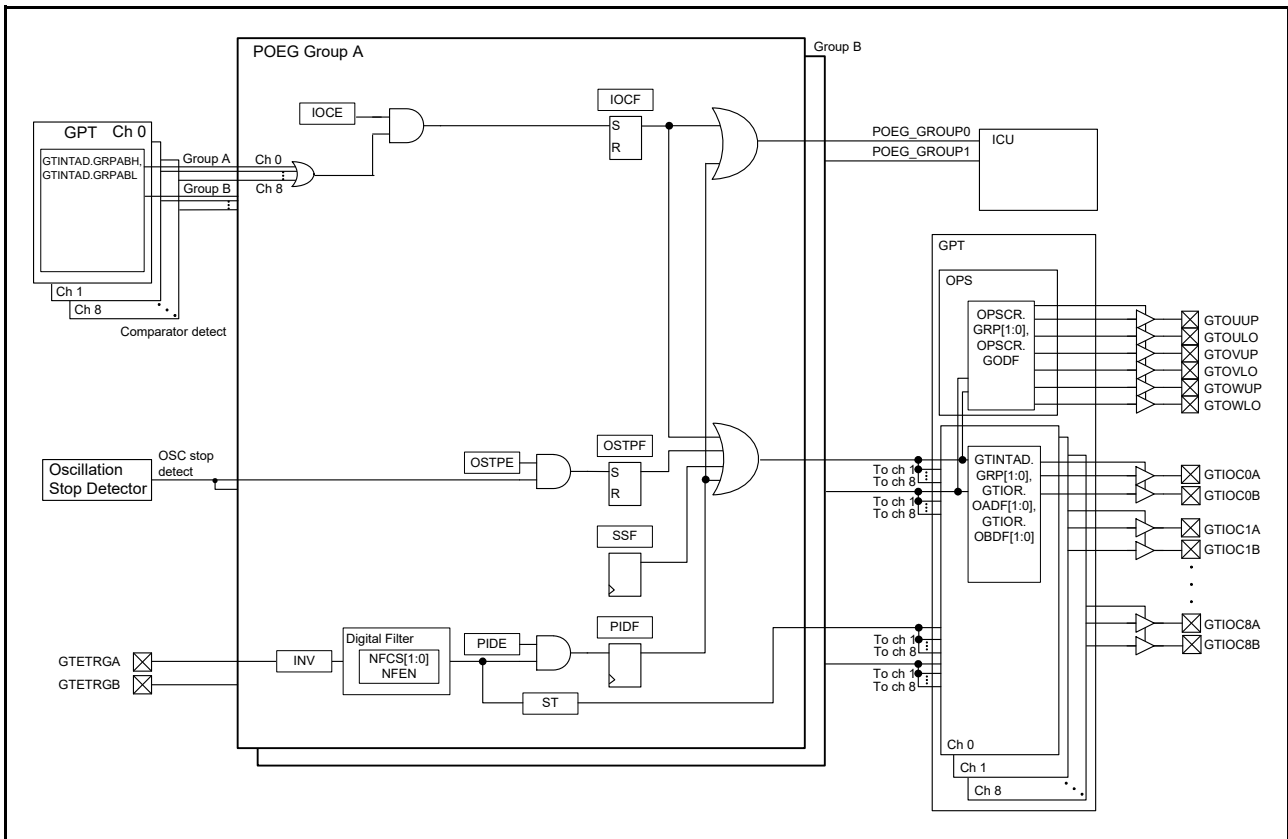 POEG Group A
Group B
IOCE
IOCF
S
R
GPT Ch 0
GTINTAD.GRPABH,
GTINTAD.GRPABL
Group A
Ch 0
Group B
Ch 8
Ch 1
Ch 8
Comparator detect
POEG_GROUP0
POEG_GROUP1
ICU
GPT
OPS
OPSCR.
GRP[1:0],
OPSCR.
GODF
GTOUUP
GTOULO
GTOVUP
GTOVLO
GTOWUP
GTOWLO
Oscillation
Stop Detector
OSC stop
detect
OSTPE
OSTPF
S
R
SSF
To ch 1
To ch 8
To ch 1
To ch 8
GTINTAD.
GRP[1:0],
GTIOR.
OADF[1:0],
GTIOR.
OBDF[1:0]
GTIOC0A
GTIOC0B
GTIOC1A
GTIOC1B
GTIOC8A
GTIOC8B
GTETRGA
GTETRGB
INV
Digital Filter
NFCS[1:0]
NFEN
PIDE
PIDF
ST
To ch 1
To ch 8
To ch 1
To ch 8
Ch 0
Ch 1
Ch 8